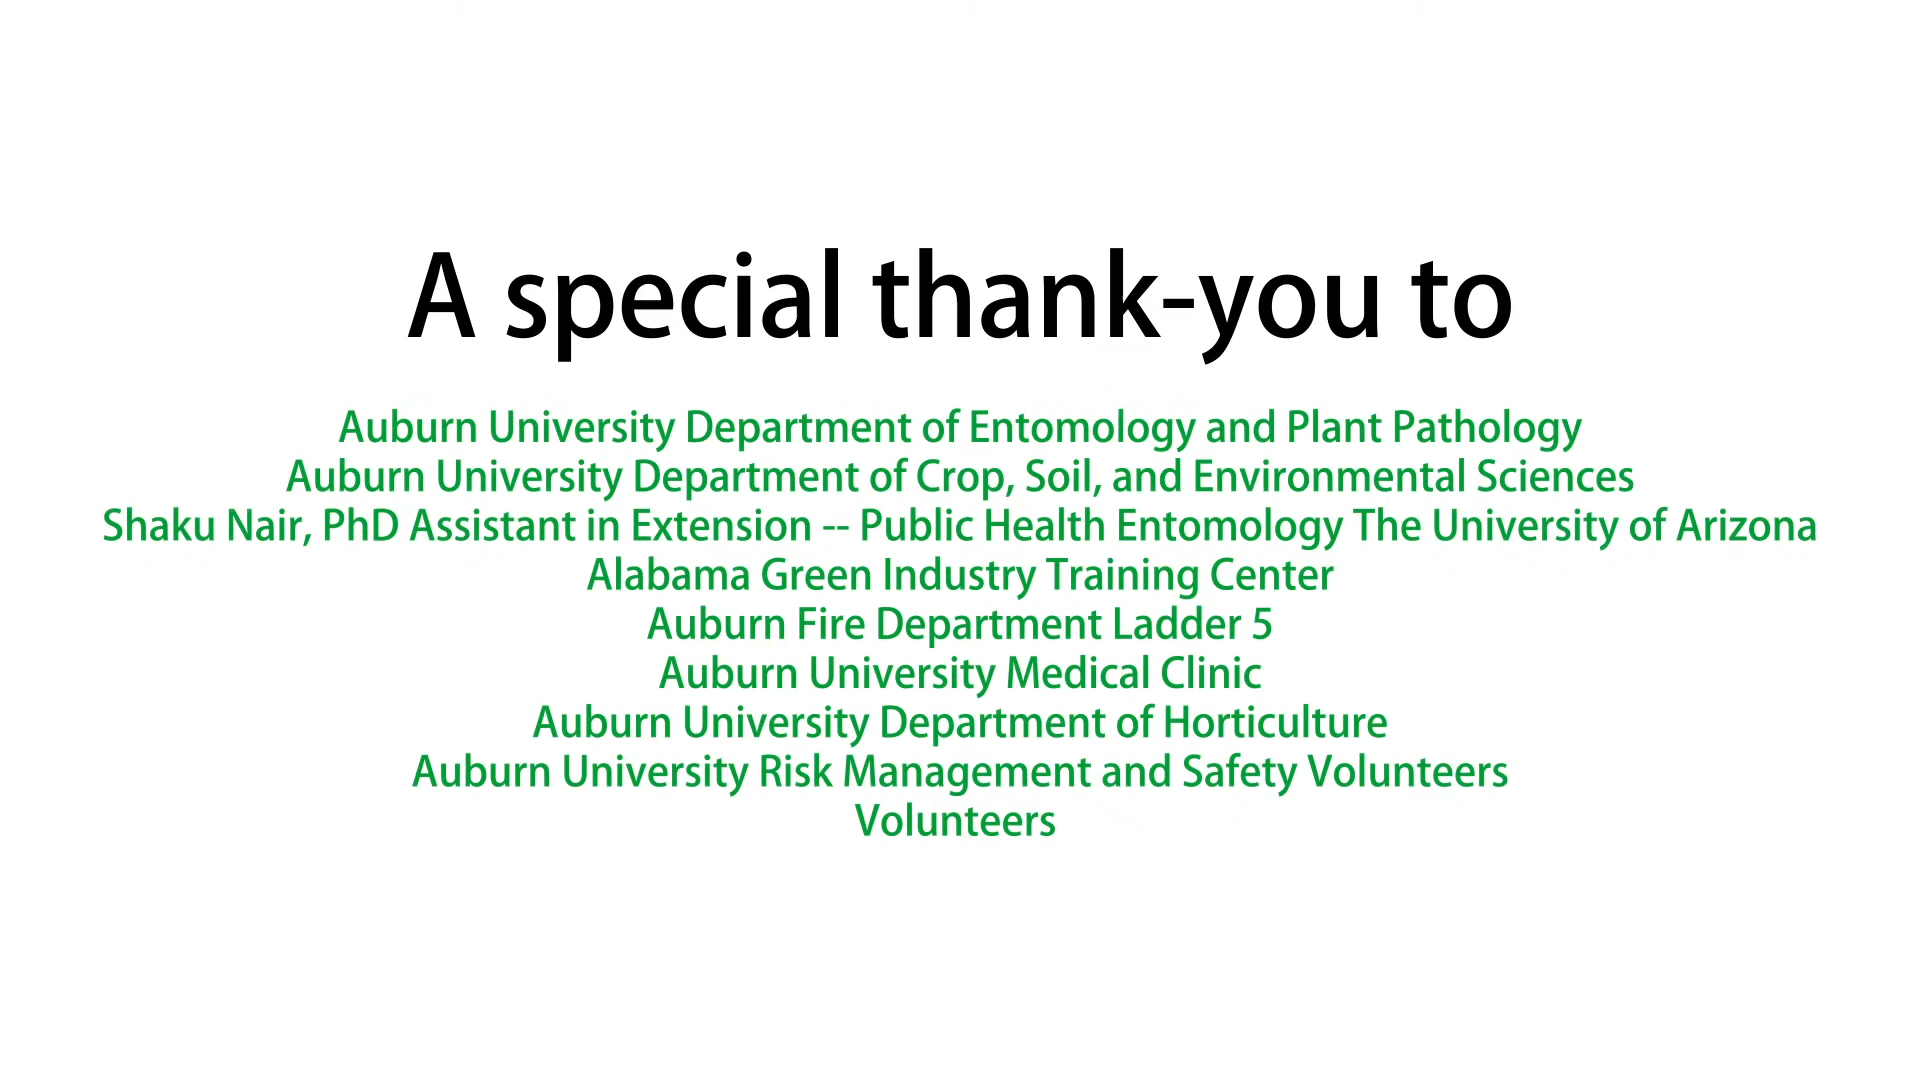 A special thank-you to
Auburn University Department of Entomology and Plant Pathology
Auburn University Department of Crop, Soil, and Environmental Sciences
Shaku Nair, PhD Assistant in Extension -- Public Health Entomology The University of Arizona
Alabama Green Industry Training Center
Auburn Fire Department Ladder 5
Auburn University Medical Clinic
Auburn University Department of Horticulture
Auburn University Risk Management and Safety Volunteers
Volunteers